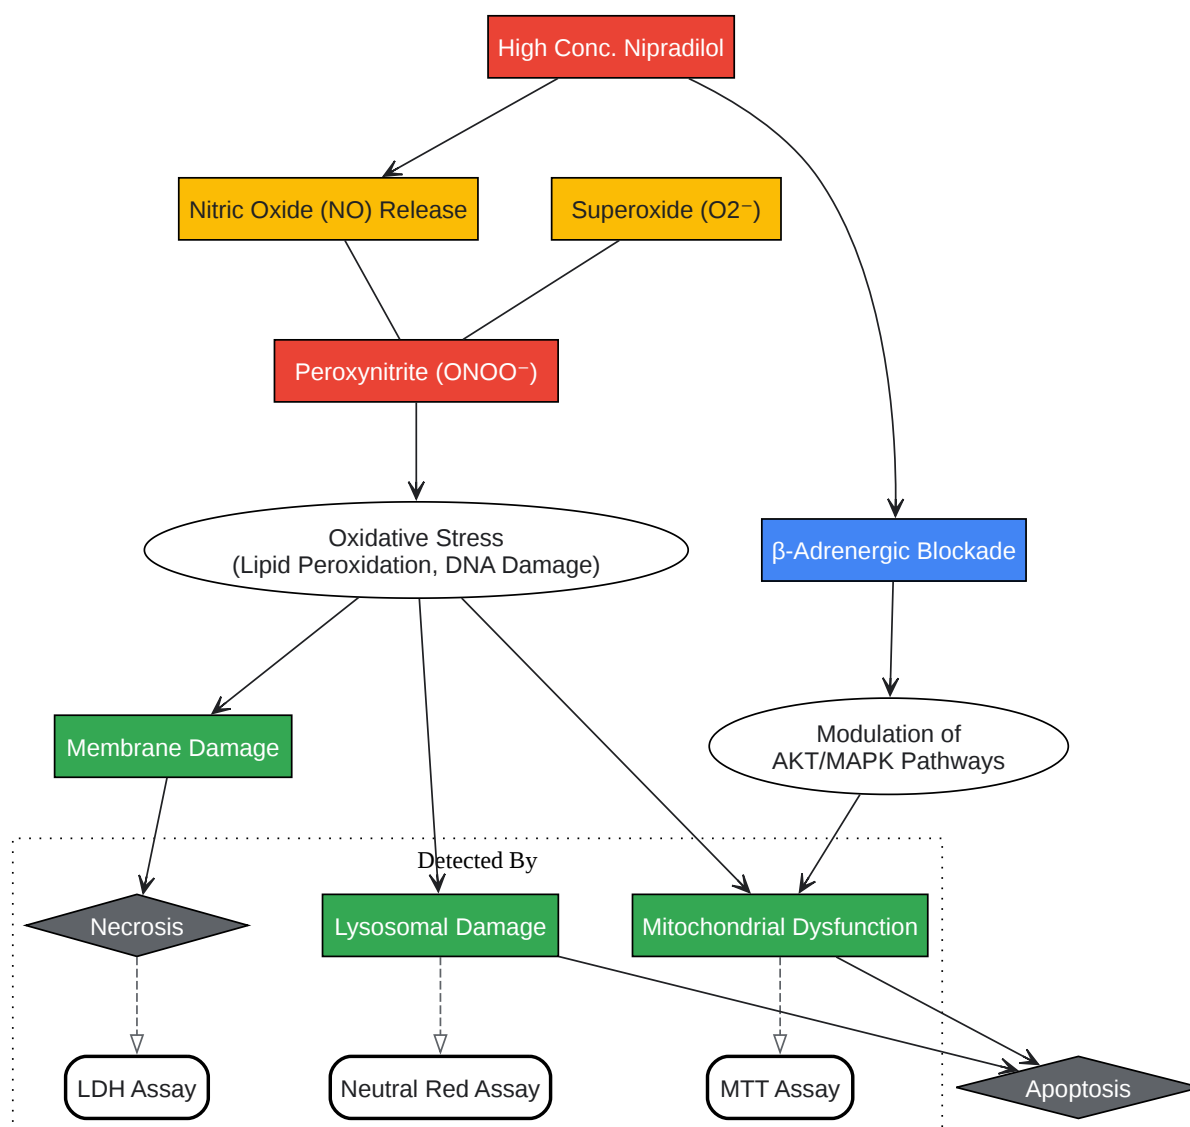 High Conc. Nipradilol
Nitric Oxide (NO) Release
Superoxide (O2⁻)
Peroxynitrite (ONOO⁻)
Oxidative Stress
(Lipid Peroxidation, DNA Damage)
β-Adrenergic Blockade
Membrane Damage
Modulation of
AKT/MAPK Pathways
Detected By
Necrosis
Lysosomal Damage
Mitochondrial Dysfunction
LDH Assay
Neutral Red Assay
MTT Assay
Apoptosis